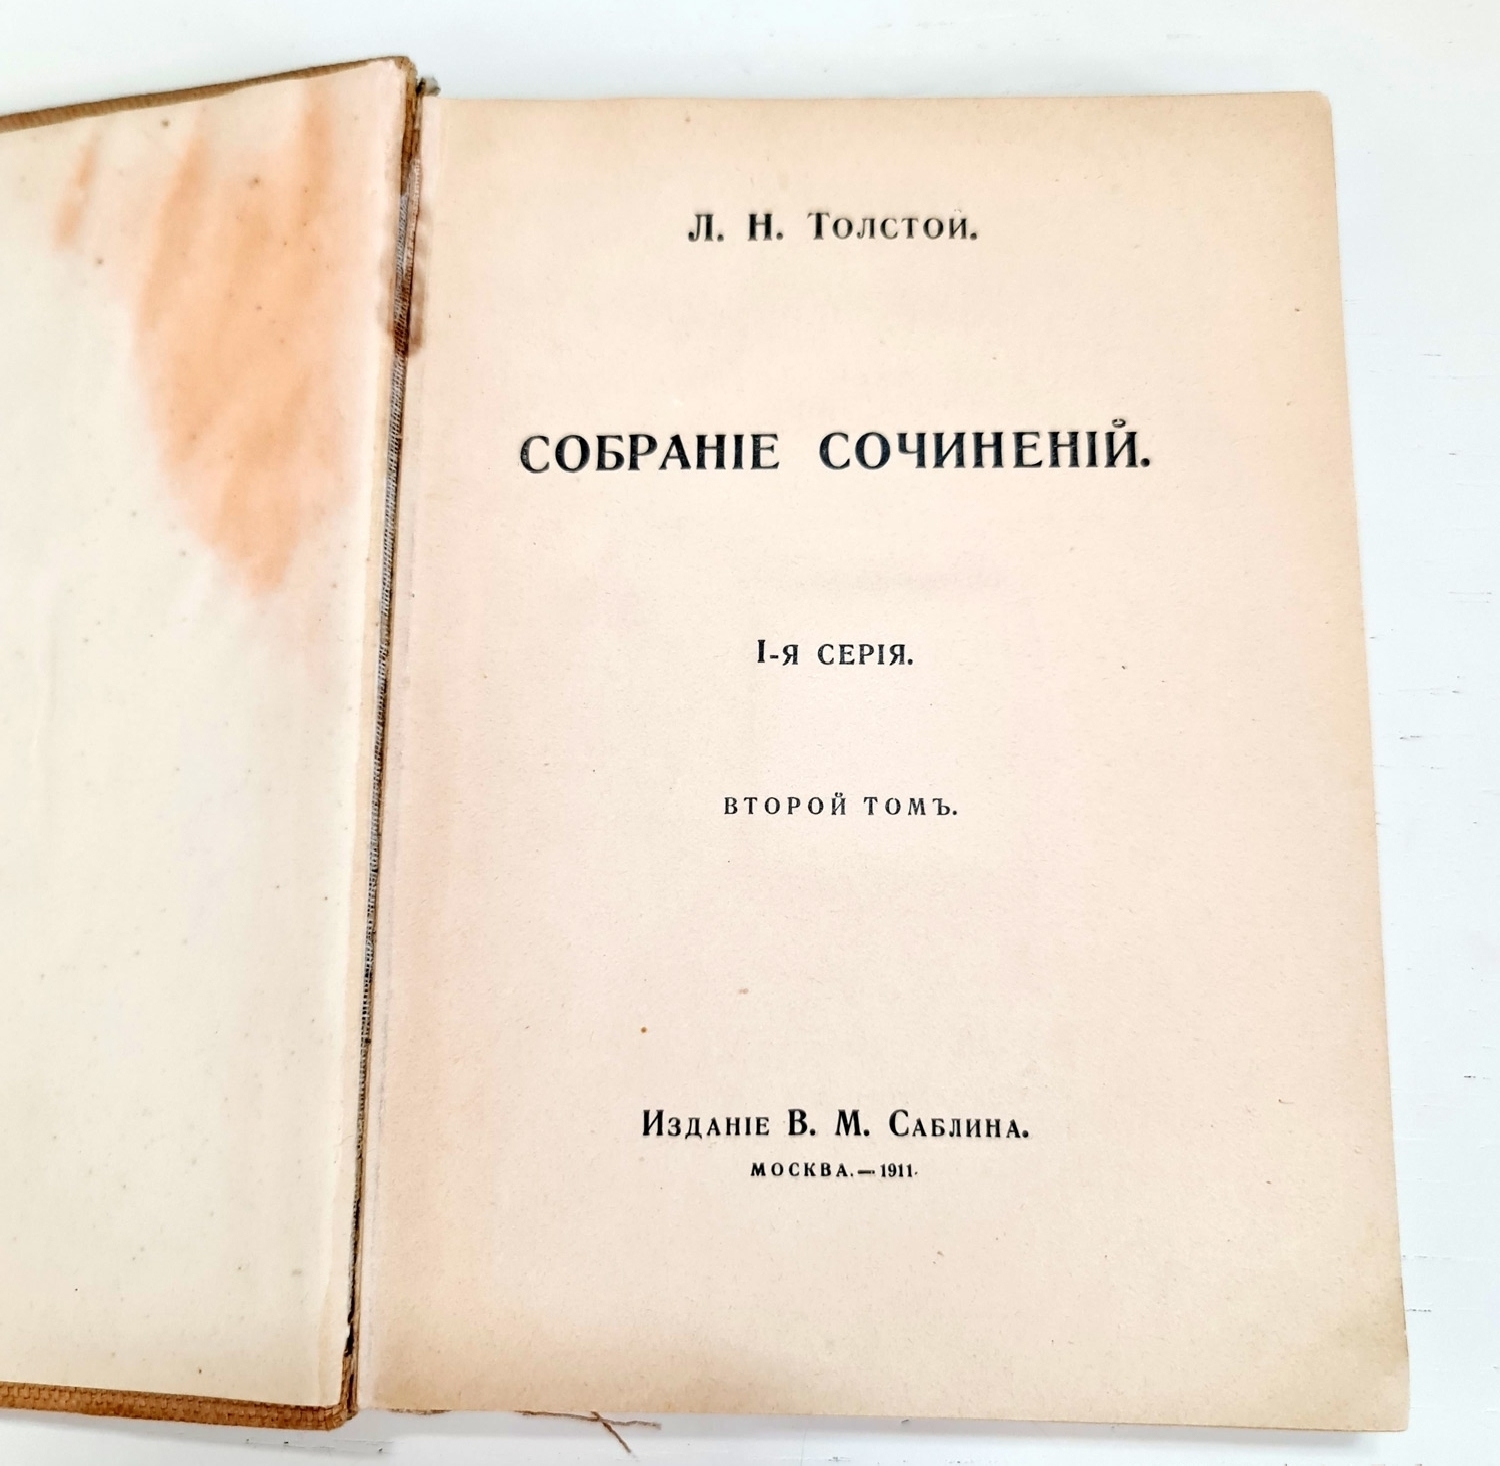 Л. Н. Толстой.
СОБРАНІЕ СОЧИНЕНІЙ.
I-я СЕРІЯ.
ВТОРОЙ ТОМЪ.
Изданіе В. М. Саблина.
МОСКВА.—1911.